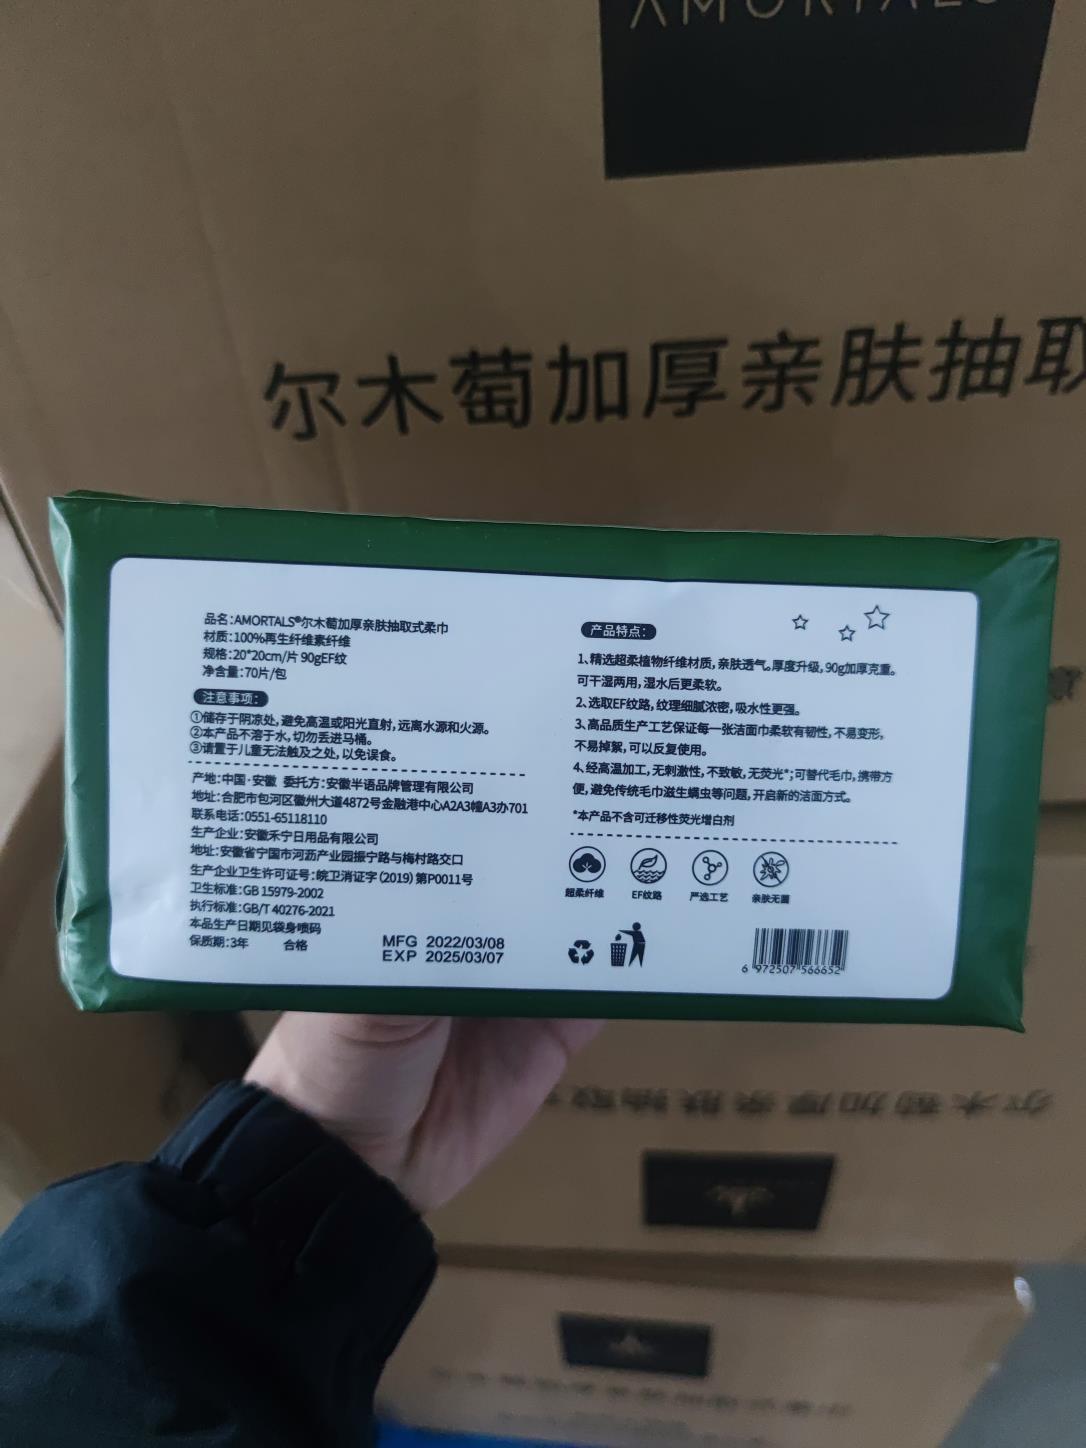 AMORTALS
尔木萄加厚亲肤抽取
品名:AMORTALS®尔木萄加厚亲肤抽取式柔巾
材质:100%再生纤维素纤维
规格:20*20cm/片 90gEF纹
净含量:70片/包
注意事项:
①储存于阴凉处,避免高温或阳光直射,远离水源和火源。
②本产品不溶于水,切勿丢进马桶。
③请置于儿童无法触及之处,以免误食。
产地:中国·安徽 委托方:安徽半语品牌管理有限公司
地址:合肥市包河区徽州大道4872号金融港中心A2A3幢A3办701
联系电话:0551-65118110
生产企业:安徽禾宁日用品有限公司
地址:安徽省宁国市河沥产业园振宁路与梅村路交口
生产企业卫生许可证号:皖卫消证字(2019)第P0011号
卫生标准:GB 15979-2002
执行标准:GB/T 40276-2021
本品生产日期见袋身喷码
保质期:3年 合格
MFG 2022/03/08
EXP 2025/03/07
产品特点:
1、精选超柔植物纤维材质,亲肤透气。厚度升级,90g加厚克重。
可干湿两用,湿水后更柔软。
2、选取EF纹路,纹理细腻浓密,吸水性更强。
3、高品质生产工艺保证每一张洁面巾柔软有韧性,不易变形,
不易掉絮,可以反复使用。
4、经高温加工,无刺激性,不致敏,无荧光*;可替代毛巾,携带方
便,避免传统毛巾滋生螨虫等问题,开启新的洁面方式。
*本产品不含可迁移性荧光增白剂
超柔纤维 EF纹路 严选工艺 亲肤无菌
6 972507 566652
尔木萄加厚亲肤抽取